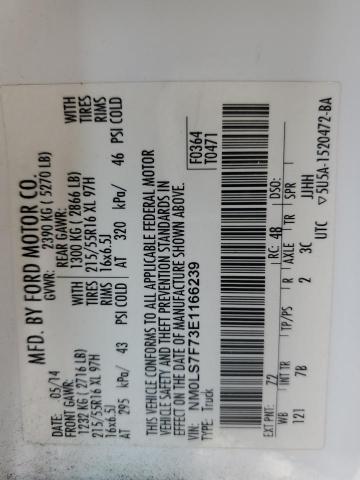 MFD. BY FORD MOTOR CO.
DATE: 05/14 GVWR: 2390 KG ( 5270 LB)
FRONT GAWR: REAR GAWR:
1232 KG ( 2716 LB) WITH 1300 KG ( 2866 LB) WITH
215/55R16 XL 97H TIRES 215/55R16 XL 97H TIRES
16x6.5J RIMS 16x6.5J RIMS
AT 295 kPa/ 43 PSI COLD AT 320 kPa/ 46 PSI COLD
THIS VEHICLE CONFORMS TO ALL APPLICABLE FEDERAL MOTOR
VEHICLE SAFETY AND THEFT PREVENTION STANDARDS IN
EFFECT ON THE DATE OF MANUFACTURE SHOWN ABOVE.
F0364
T0471
VIN: NM0LS7F73E1166239
TYPE: Truck
EXT PNT: Z2 RC: 48 DSO:
WB INT TR TP/PS R AXLE TR SPR
121 7B 2 3C JJHH
UTC ▽5U5A-1520472-BA